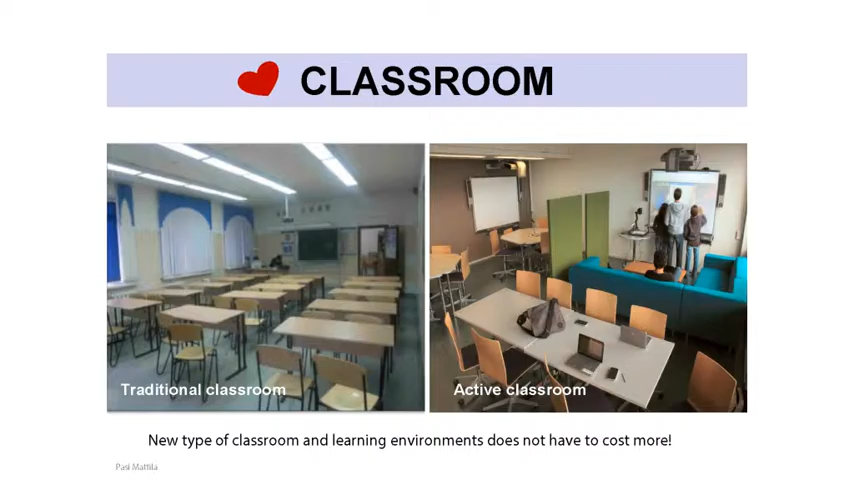 CLASSROOM
Traditional classroom
Active classroom
New type of classroom and learning environments does not have to cost more!
Pasi Mattila